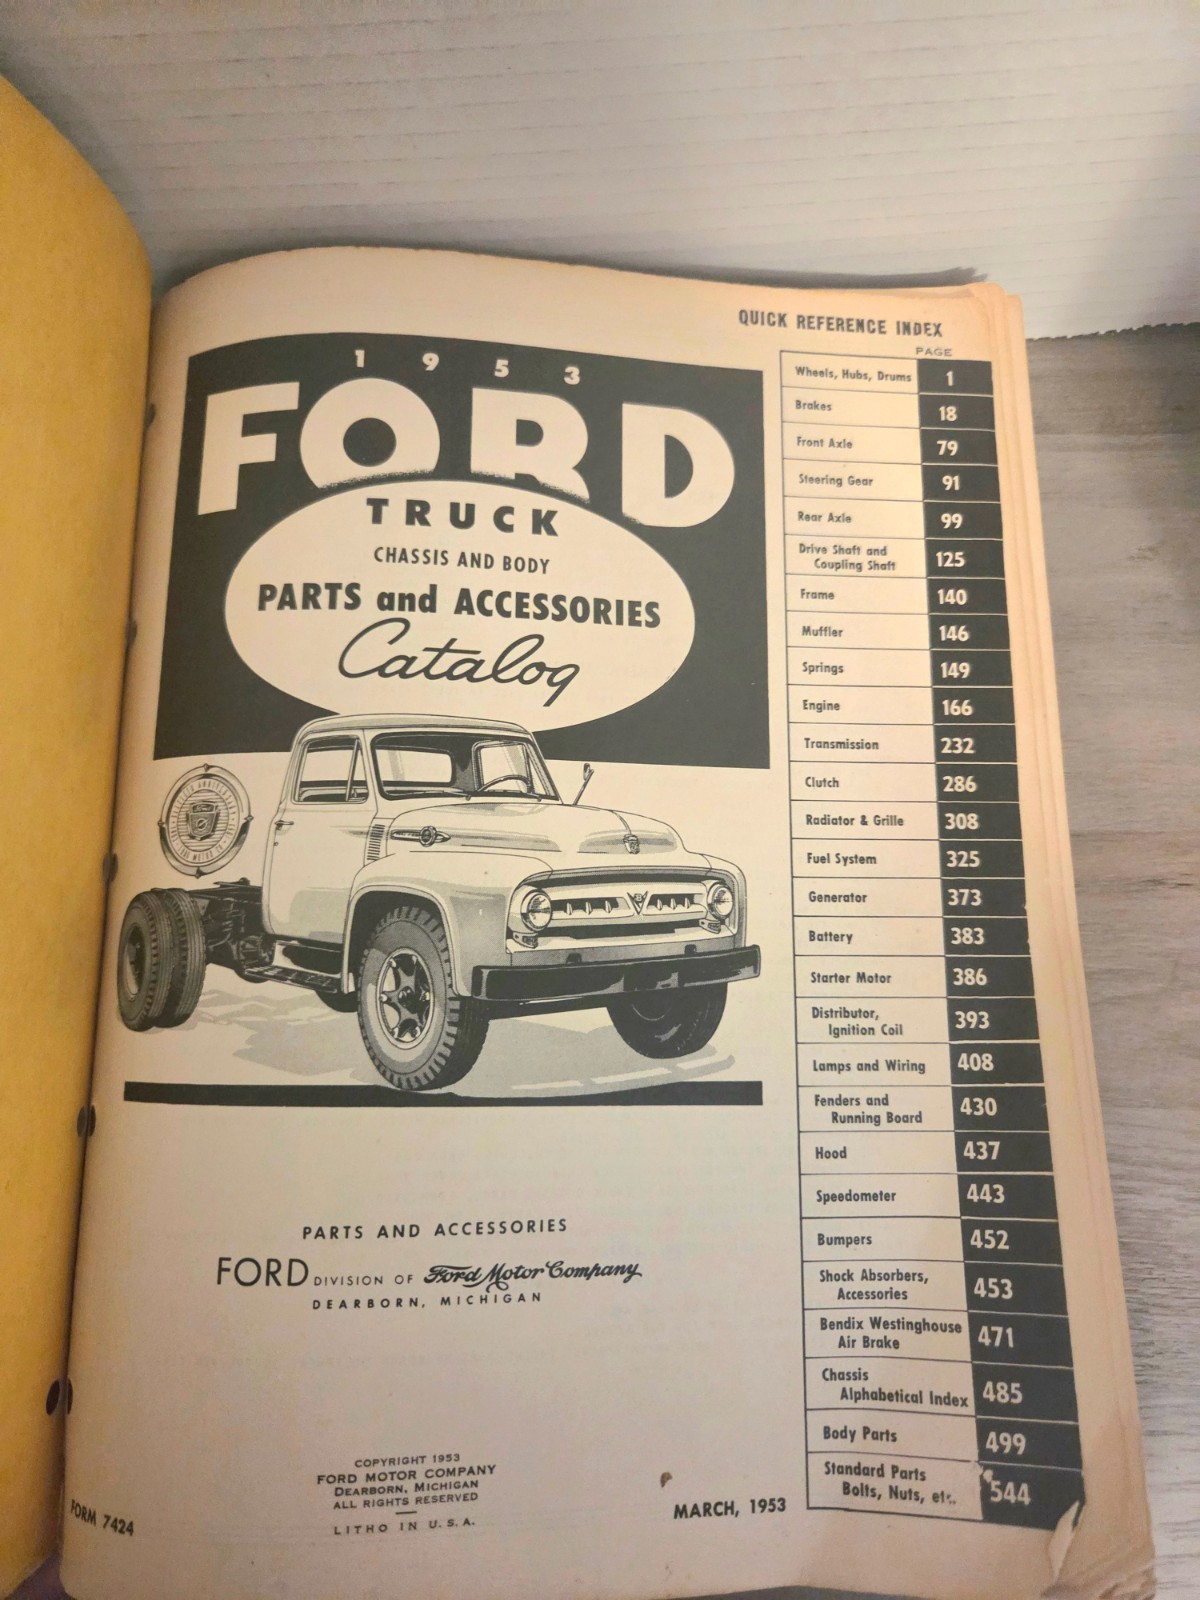 1953
FORD
TRUCK
CHASSIS AND BODY
PARTS and ACCESSORIES
Catalog
PARTS AND ACCESSORIES
FORD DIVISION OF Ford Motor Company
DEARBORN, MICHIGAN
COPYRIGHT 1953
FORD MOTOR COMPANY
DEARBORN, MICHIGAN
ALL RIGHTS RESERVED
LITHO IN U.S.A.
FORM 7424
MARCH, 1953
QUICK REFERENCE INDEX
PAGE
Wheels, Hubs, Drums 1
Brakes 18
Front Axle 79
Steering Gear 91
Rear Axle 99
Drive Shaft and
Coupling Shaft 125
Frame 140
Muffler 146
Springs 149
Engine 166
Transmission 232
Clutch 286
Radiator & Grille 308
Fuel System 325
Generator 373
Battery 383
Starter Motor 386
Distributor,
Ignition Coil 393
Lamps and Wiring 408
Fenders and
Running Board 430
Hood 437
Speedometer 443
Bumpers 452
Shock Absorbers,
Accessories 453
Bendix Westinghouse
Air Brake 471
Chassis
Alphabetical Index 485
Body Parts 499
Standard Parts
Bolts, Nuts, etc. 544